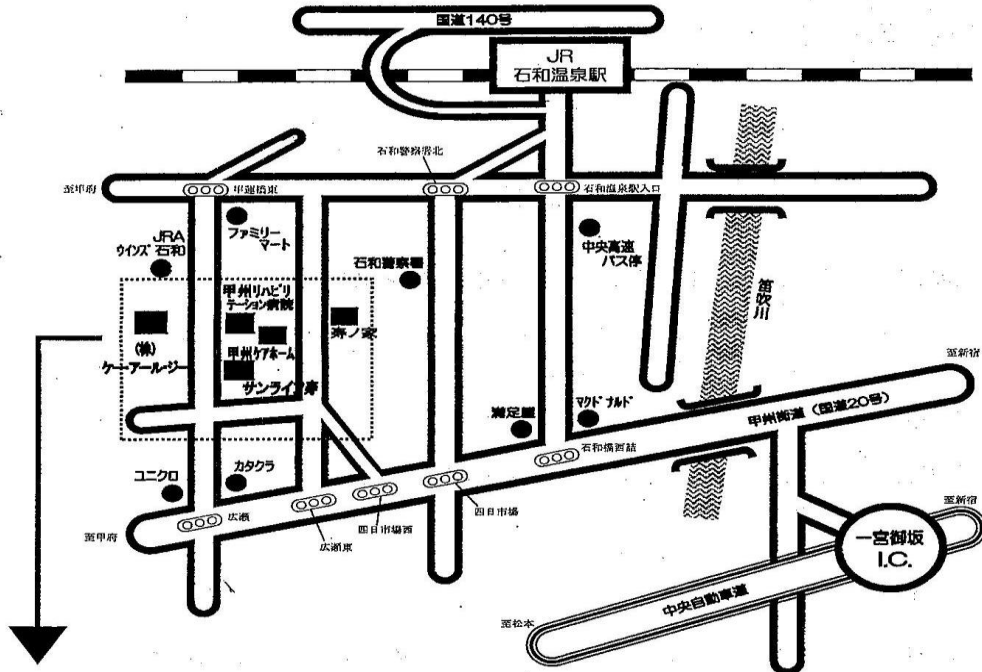 国道140号
JR
石和温泉駅
石和警察署北
至甲府
甲運橋東
石和温泉駅入口
ファミリー
マート
JRA
ウインズ石和
石和警察署
中央高速
バス停
笛吹川
甲州リハビリ
テーション病院
寿ノ家
(株)
ケーアールジー
甲州ケアホーム
サンライフ寿
至新宿
甲州街道(国道20号)
満足屋
マクドナルド
石和橋西詰
ユニクロ
カタクラ
至甲府
広瀬
広瀬東
四日市場西
四日市場
至新宿
一宮御坂
I.C.
中央自動車道
至松本